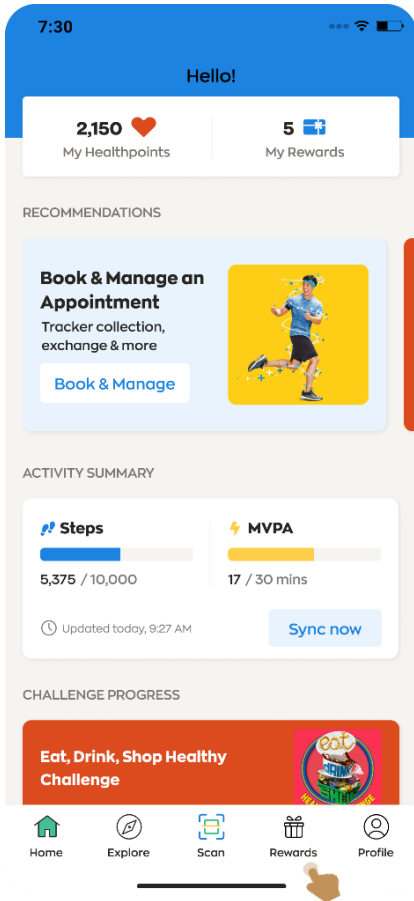 7:30
Hello!
2,150
5
My Healthpoints
My Rewards
RECOMMENDATIONS
Book & Manage an
Appointment
Tracker collection,
exchange & more
Book & Manage
ACTIVITY SUMMARY
Steps
MVPA
5,375 / 10,000
17 / 30 mins
Updated today, 9:27 AM
Sync now
CHALLENGE PROGRESS
Eat, Drink, Shop Healthy
Challenge
eat
DRINK
Home
Explore
Scan
Rewards
Profile